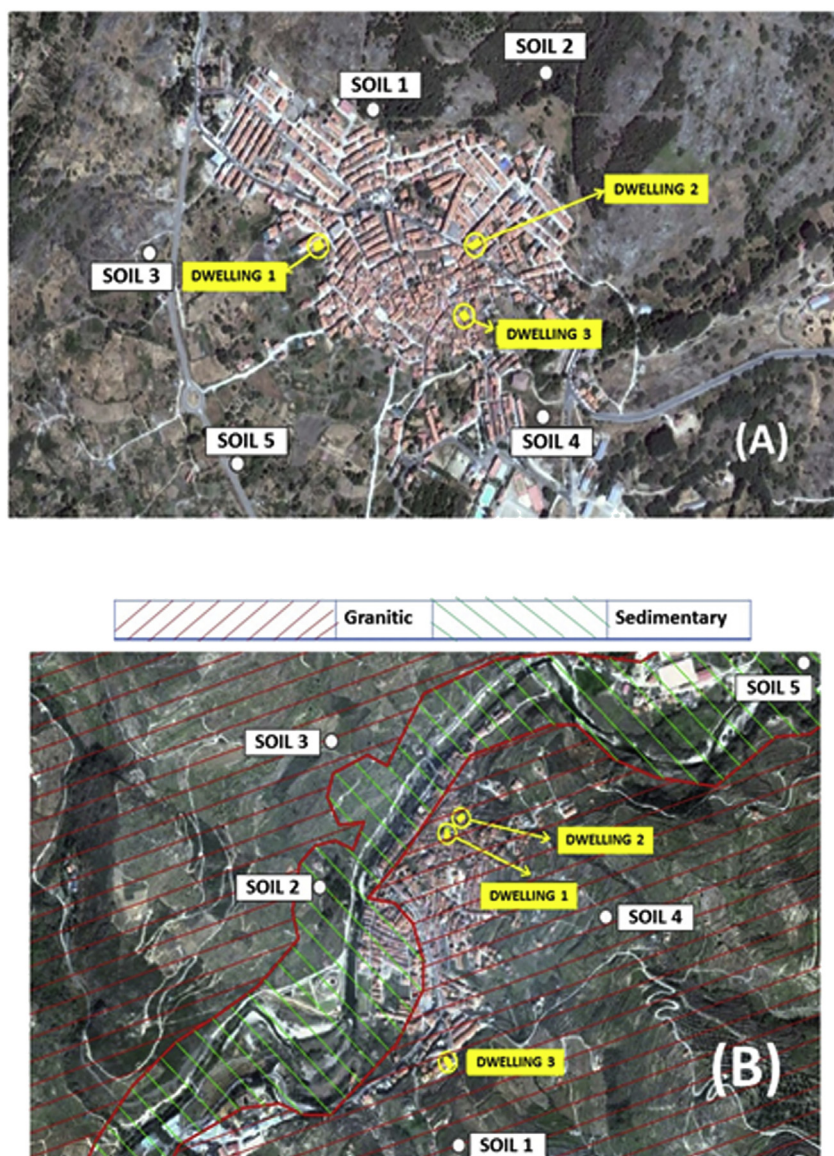 SOIL 2
SOIL 1
DWELLING 2
SOIL 3
DWELLING 1
DWELLING 3
SOIL 4
SOIL 5
(A)
Granitic
Sedimentary
SOIL 5
SOIL 3
DWELLING 2
SOIL 2
DWELLING 1
SOIL 4
DWELLING 3
(B)
SOIL 1